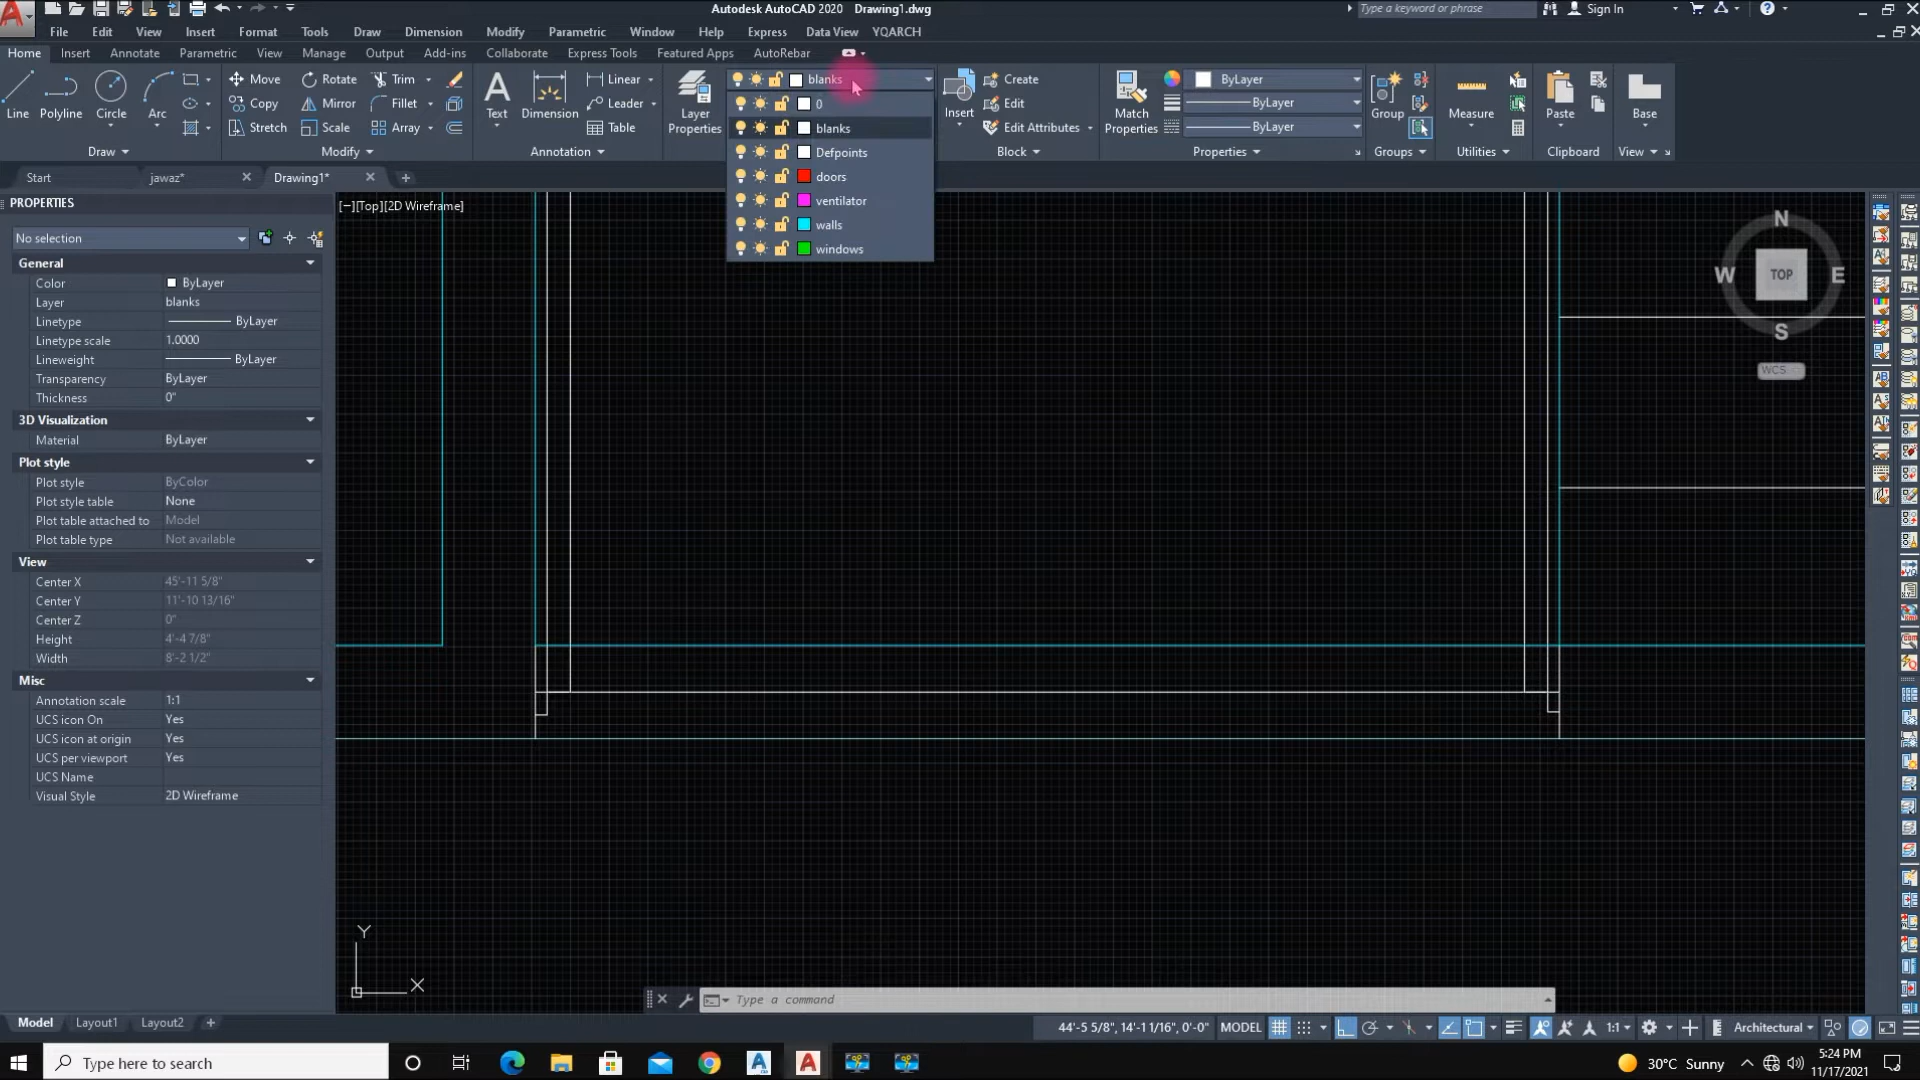 Autodesk AutoCAD 2020 Drawing1.dwg
Type a keyword or phrase
Sign In
File Edit View Insert Format Tools Draw Dimension Modify Parametric Window Help Express Data View YQARCH
Home Insert Annotate Parametric View Manage Output Add-ins Collaborate Express Tools Featured Apps AutoRebar
Line Polyline Circle Arc
Move Rotate Trim
Copy Mirror Fillet
Stretch Scale Array
Draw Modify
Text Dimension
Linear
Leader
Table
Annotation
Layer Properties
blanks
0
blanks
Defpoints
doors
ventilator
walls
windows
Insert
Create
Edit
Edit Attributes
Block
Match Properties
ByLayer
ByLayer
ByLayer
Properties
Group
Groups
Measure
Utilities
Paste
Clipboard
Base
View
Start jawaz* Drawing1*
PROPERTIES
No selection
General
Color ByLayer
Layer blanks
Linetype ByLayer
Linetype scale 1.0000
Lineweight ByLayer
Transparency ByLayer
Thickness 0"
3D Visualization
Material ByLayer
Plot style
Plot style ByColor
Plot style table None
Plot table attached to Model
Plot table type Not available
View
Center X 45'-11 5/8"
Center Y 11'-10 13/16"
Center Z 0"
Height 4'-4 7/8"
Width 8'-2 1/2"
Misc
Annotation scale 1:1
UCS icon On Yes
UCS icon at origin Yes
UCS per viewport Yes
UCS Name
Visual Style 2D Wireframe
[−][Top][2D Wireframe]
N
W TOP E
S
WCS
Y
X
Type a command
Model Layout1 Layout2
44'-5 5/8", 14'-1 1/16", 0'-0" MODEL 1:1 Architectural
Type here to search
30°C Sunny
5:24 PM
11/17/2021